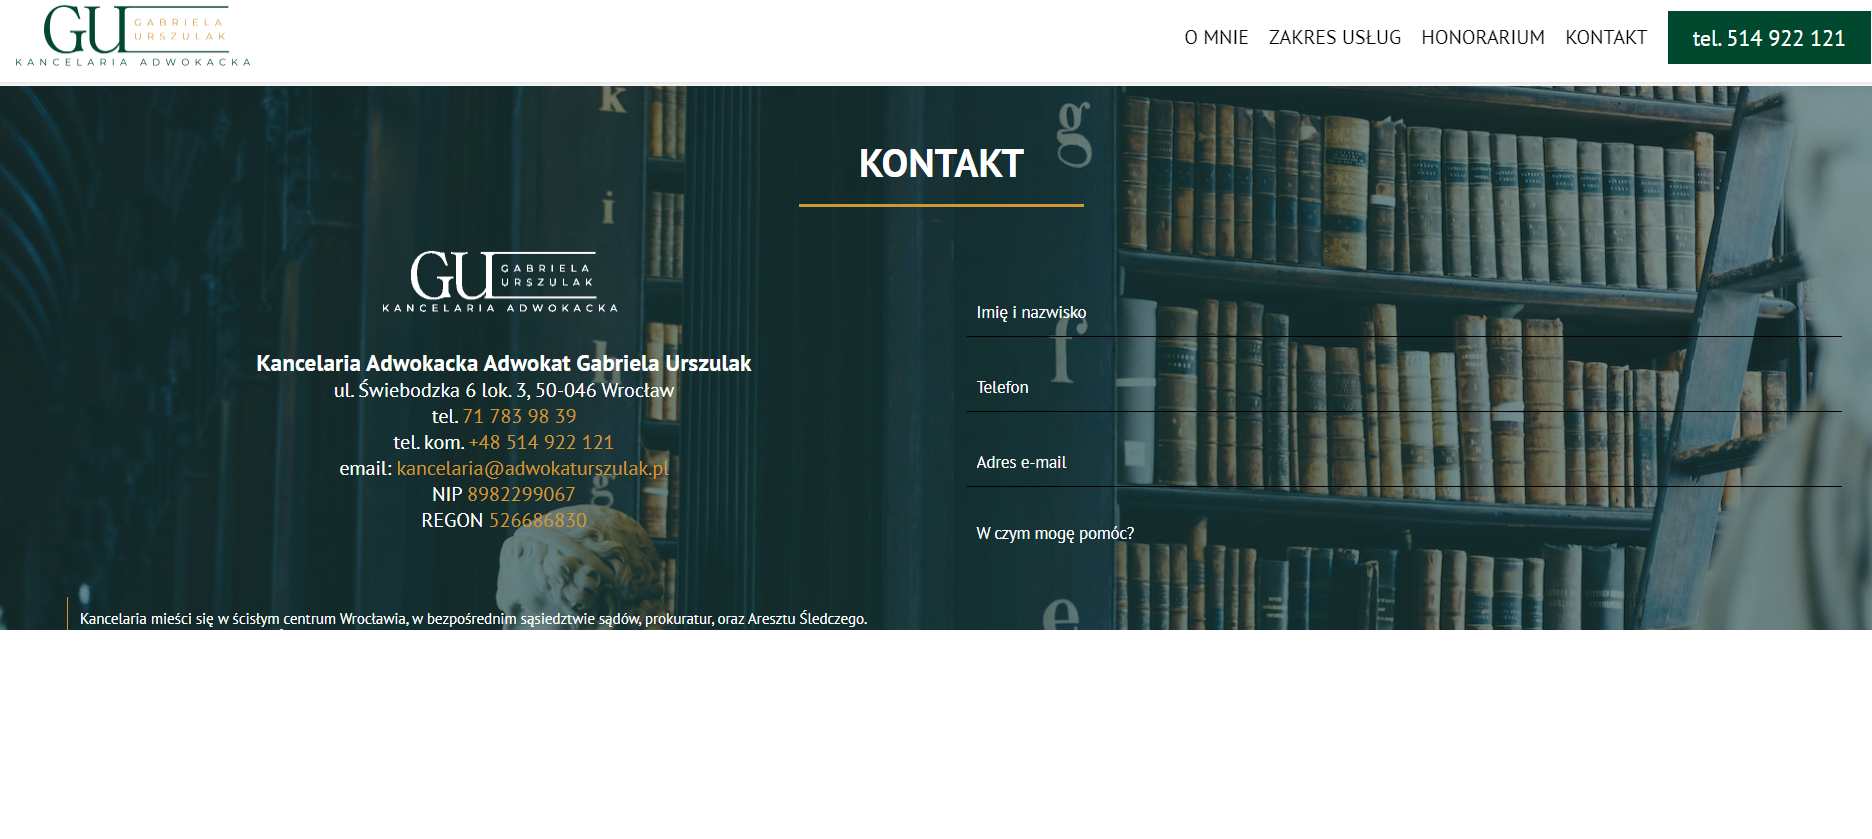 GU GABRIELA
URSZULAK
KANCELARIA ADWOKACKA
O MNIE ZAKRES USŁUG HONORARIUM KONTAKT tel. 514 922 121
k
g
i
KONTAKT
GU GABRIELA
URSZULAK
KANCELARIA ADWOKACKA
Kancelaria Adwokacka Adwokat Gabriela Urszulak
ul. Świebodzka 6 lok. 3, 50-046 Wrocław
tel. 71 783 98 39
tel. kom. +48 514 922 121
email: kancelaria@adwokaturszulak.pl
NIP 8982299067
REGON 526686830
Kancelaria mieści się w ścisłym centrum Wrocławia, w bezpośrednim sąsiedztwie sądów, prokuratur, oraz Aresztu Śledczego.
h
g
Imię i nazwisko
f
Telefon
Adres e-mail
W czym mogę pomóc?
e